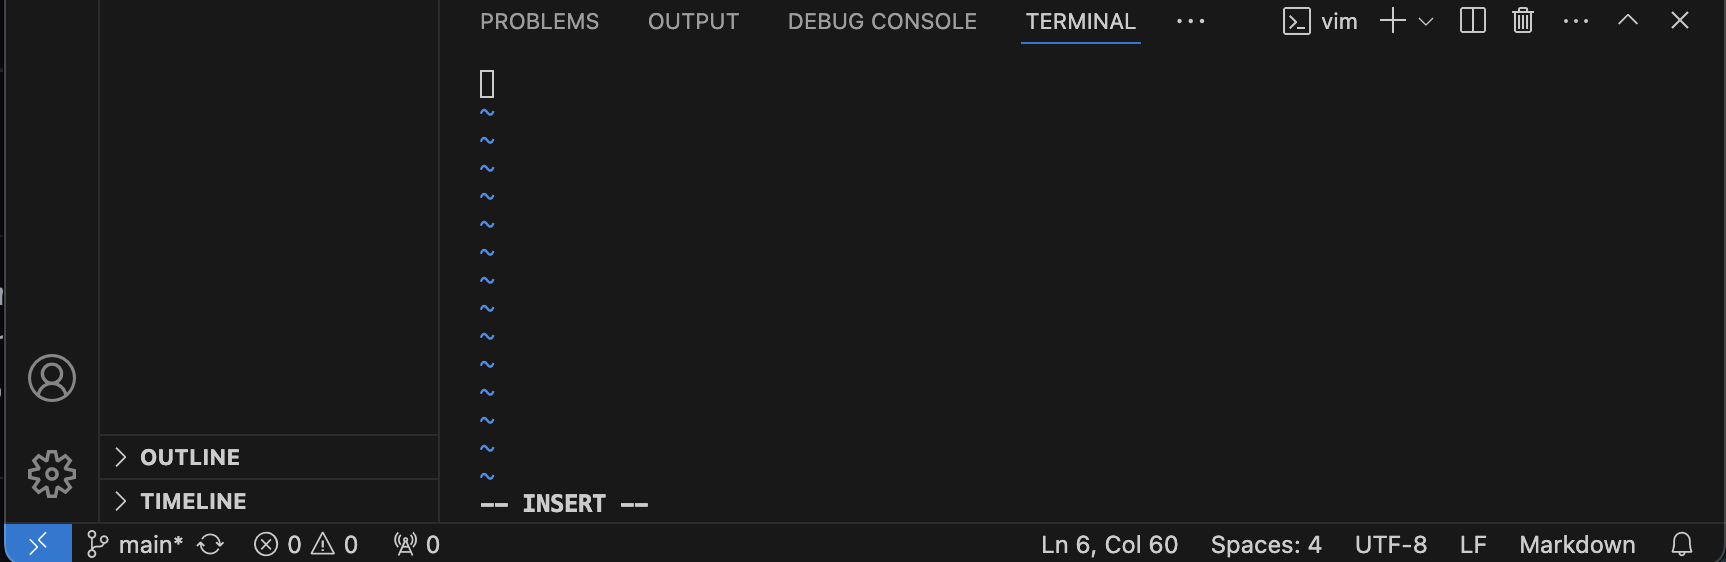 PROBLEMS OUTPUT DEBUG CONSOLE TERMINAL ... vim
~
~
~
~
~
~
~
~
~
~
~
~
~
~
-- INSERT --
OUTLINE
TIMELINE
main* 0 0 0 Ln 6, Col 60 Spaces: 4 UTF-8 LF Markdown